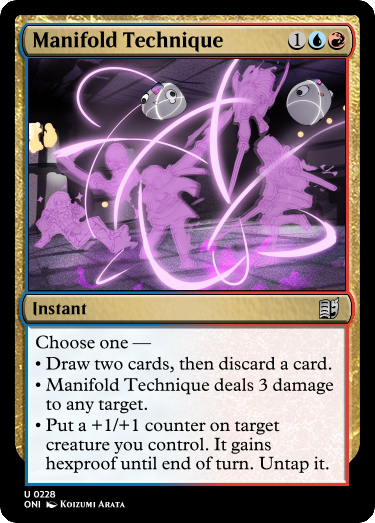 Manifold Technique 1
Instant
Choose one —
• Draw two cards, then discard a card.
• Manifold Technique deals 3 damage
to any target.
• Put a +1/+1 counter on target
creature you control. It gains
hexproof until end of turn. Untap it.
U 0228
ONI Koizumi Arata